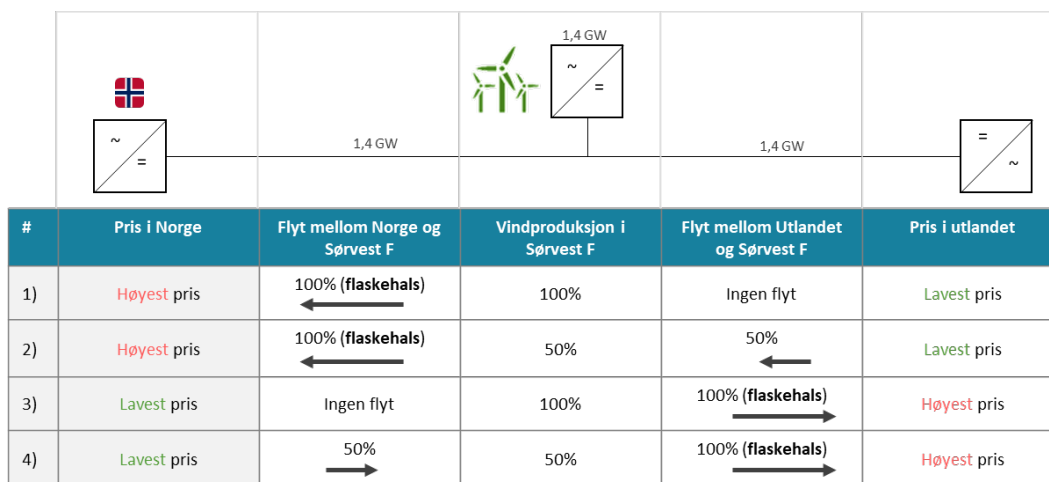 1,4 GW
~
=
~
=
1,4 GW
1,4 GW
=
~
#
Pris i Norge
Flyt mellom Norge og
Sørvest F
Vindproduksjon i
Sørvest F
Flyt mellom Utlandet
og Sørvest F
Pris i utlandet
1)
Høyest pris
100% (flaskehals)
100%
Ingen flyt
Lavest pris
2)
Høyest pris
100% (flaskehals)
50%
50%
Lavest pris
3)
Lavest pris
Ingen flyt
100%
100% (flaskehals)
Høyest pris
4)
Lavest pris
50%
50%
100% (flaskehals)
Høyest pris